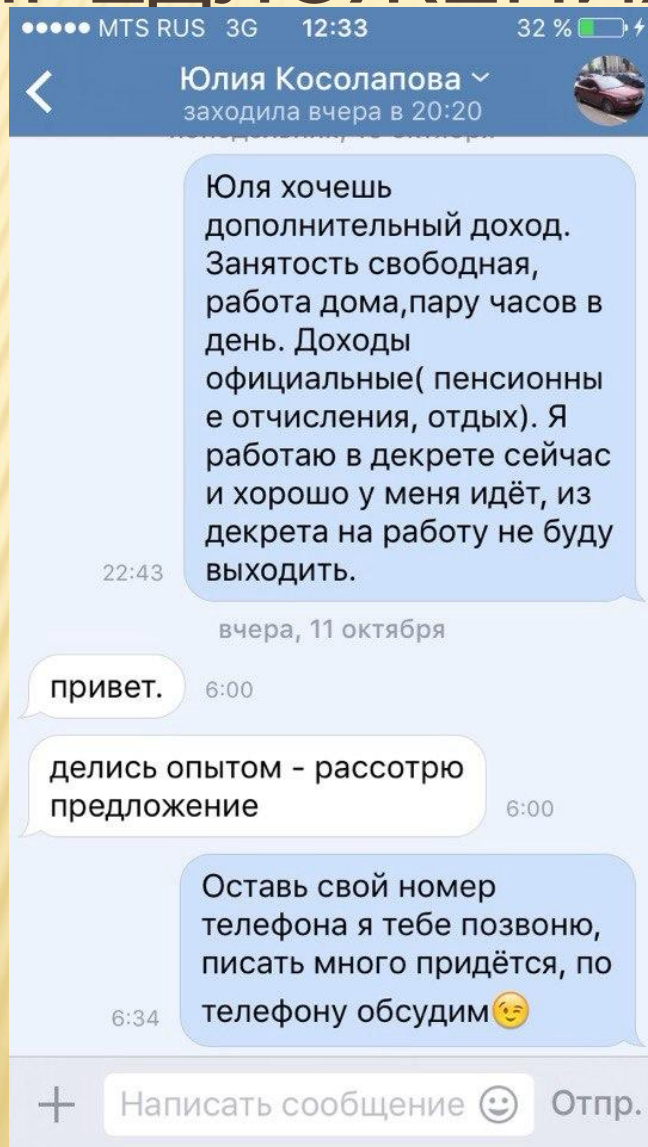 ПРЕДЛОЖЕНИЯ
MTS RUS 3G 12:33 32 %
Юлия Косолапова
заходила вчера в 20:20
Юля хочешь
дополнительный доход.
Занятость свободная,
работа дома,пару часов в
день. Доходы
официальные( пенсионны
е отчисления, отдых). Я
работаю в декрете сейчас
и хорошо у меня идёт, из
декрета на работу не буду
выходить.
22:43
вчера, 11 октября
привет.
6:00
делись опытом - рассотрю
предложение
6:00
Оставь свой номер
телефона я тебе позвоню,
писать много придётся, по
телефону обсудим😉
6:34
Написать сообщение
Отпр.